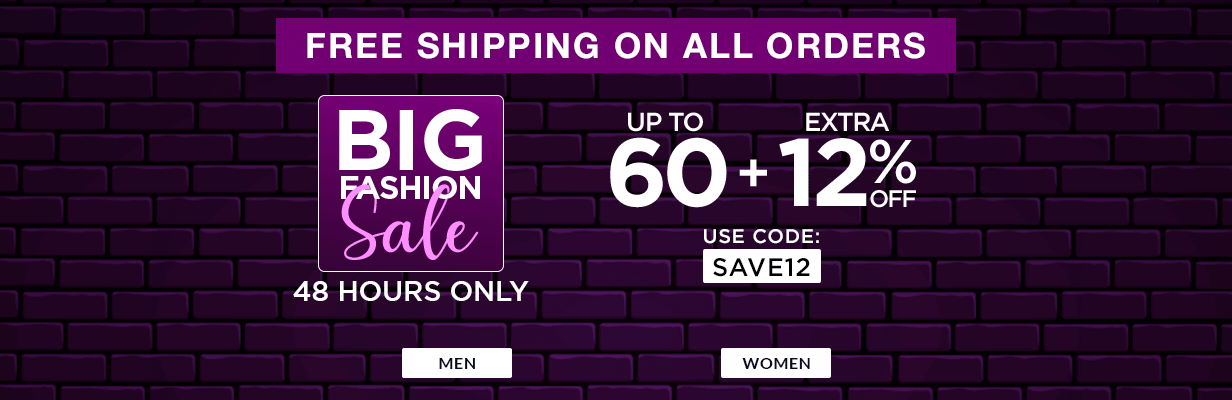 FREE SHIPPING ON ALL ORDERS
BIG
FASHION
Sale
48 HOURS ONLY
UP TO EXTRA
60 + 12% OFF
USE CODE:
SAVE12
MEN
WOMEN